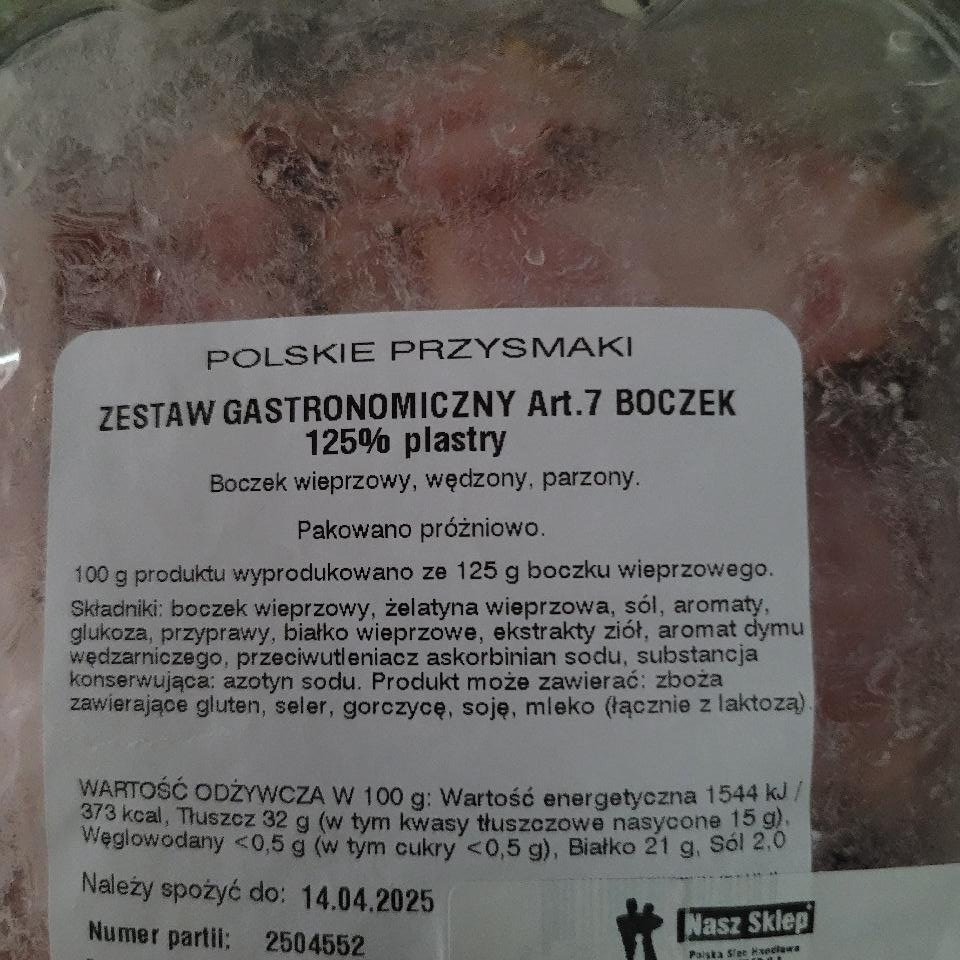 POLSKIE PRZYSMAKI
ZESTAW GASTRONOMICZNY Art.7 BOCZEK
125% plastry
Boczek wieprzowy, wędzony, parzony.
Pakowano próżniowo.
100 g produktu wyprodukowano ze 125 g boczku wieprzowego.
Składniki: boczek wieprzowy, żelatyna wieprzowa, sól, aromaty,
glukoza, przyprawy, białko wieprzowe, ekstrakty ziół, aromat dymu
wędzarniczego, przeciwutleniacz askorbinian sodu, substancja
konserwująca: azotyn sodu. Produkt może zawierać: zboża
zawierające gluten, seler, gorczycę, soję, mleko (łącznie z laktozą).
WARTOŚĆ ODŻYWCZA W 100 g: Wartość energetyczna 1544 kJ /
373 kcal, Tłuszcz 32 g (w tym kwasy tłuszczowe nasycone 15 g),
Węglowodany <0,5 g (w tym cukry <0,5 g), Białko 21 g, Sól 2,0
Należy spożyć do: 14.04.2025
Numer partii: 2504552
Nasz Sklep
Polska Sieć Handlowa